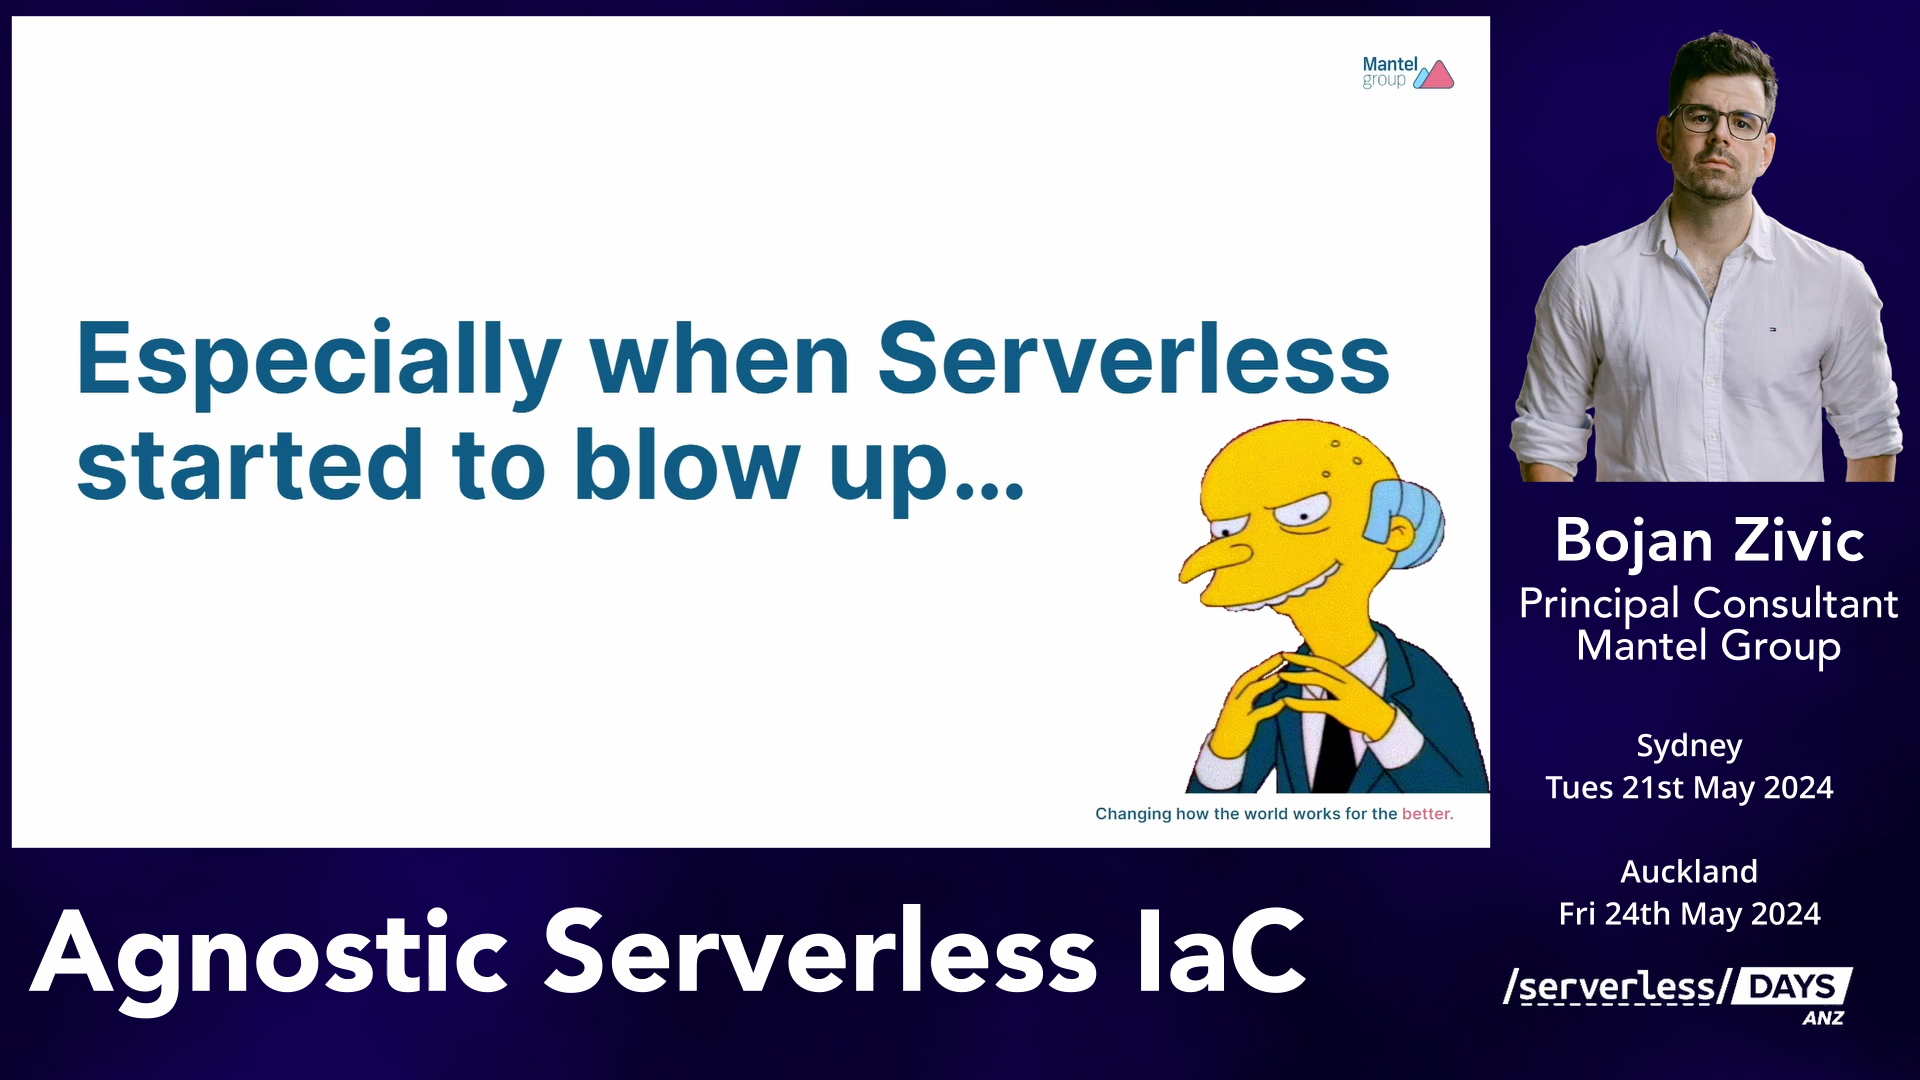 Mantel
group
Especially when Serverless
started to blow up...
Changing how the world works for the better.
Bojan Zivic
Principal Consultant
Mantel Group
Sydney
Tues 21st May 2024
Auckland
Fri 24th May 2024
Agnostic Serverless IaC
/serverless/ DAYS
ANZ